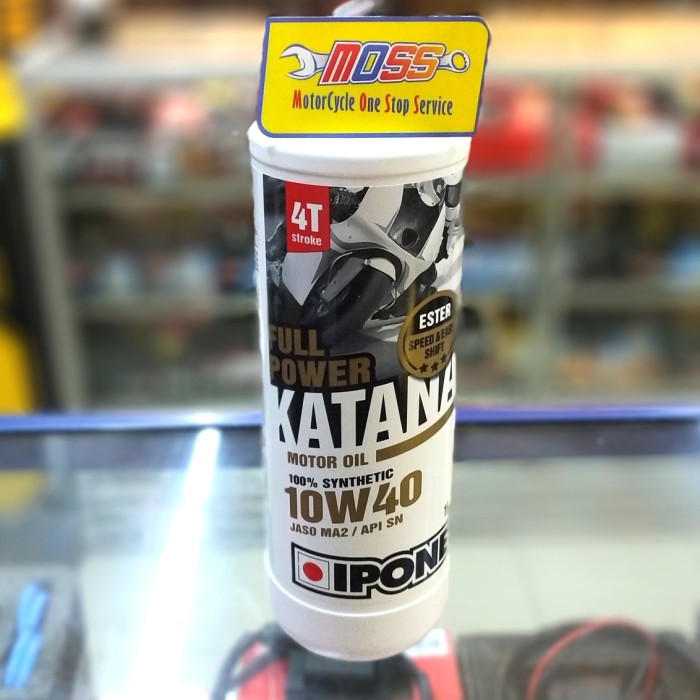 MOSS
MotorCycle One Stop Service
4T
stroke
ESTER
SPEED & EASY
SHIFT
FULL
POWER
KATANA
MOTOR OIL
100% SYNTHETIC
10W40
JASO MA2 / API SN
IPONE